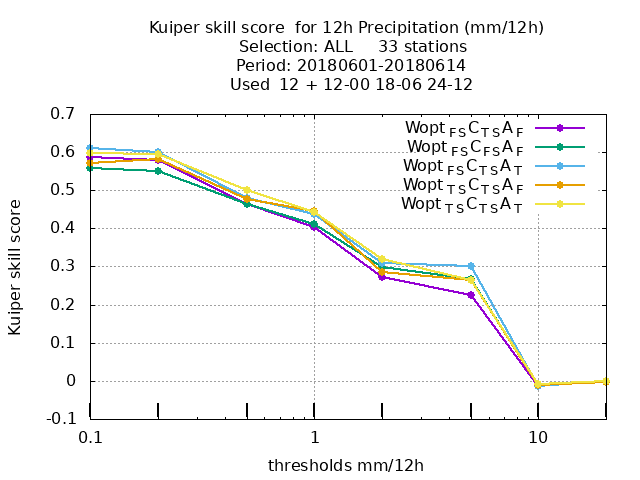 Kuiper skill score  for 12h Precipitation (mm/12h)
Selection: ALL     33 stations
Period: 20180601-20180614
Used  12 + 12-00 18-06 24-12
0.7
0.6
0.5
0.4
0.3
0.2
0.1
0
-0.1
Kuiper skill score
Wopt FS C TS A F
Wopt FS C FS A F
Wopt FS C TS A T
Wopt TS C TS A F
Wopt TS C TS A T
0.1 1 10
thresholds mm/12h